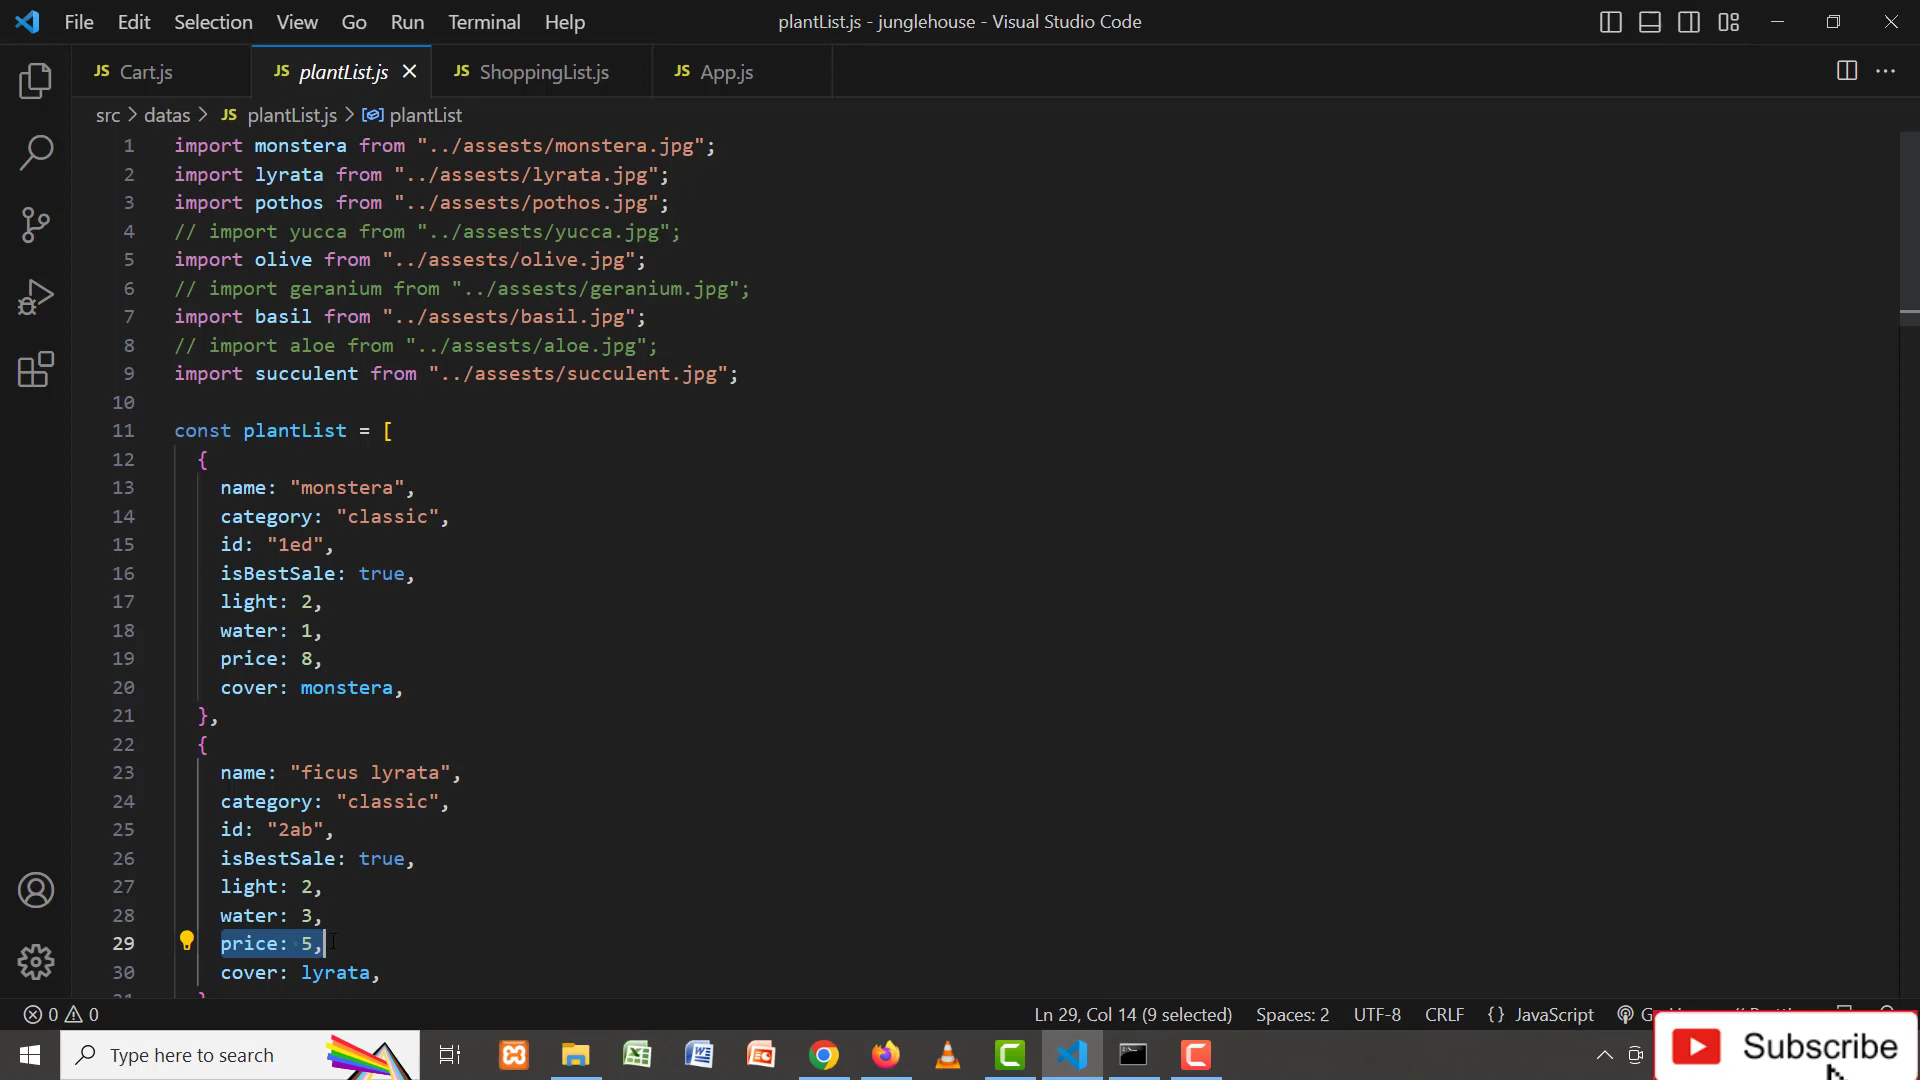 File Edit Selection View Go Run Terminal Help plantList.js - junglehouse - Visual Studio Code
JS Cart.js JS plantList.js JS ShoppingList.js JS App.js
src > datas > JS plantList.js > plantList
1 import monstera from "../assests/monstera.jpg";
2 import lyrata from "../assests/lyrata.jpg";
3 import pothos from "../assests/pothos.jpg";
4 // import yucca from "../assests/yucca.jpg";
5 import olive from "../assests/olive.jpg";
6 // import geranium from "../assests/geranium.jpg";
7 import basil from "../assests/basil.jpg";
8 // import aloe from "../assests/aloe.jpg";
9 import succulent from "../assests/succulent.jpg";
10
11 const plantList = [
12 {
13 name: "monstera",
14 category: "classic",
15 id: "1ed",
16 isBestSale: true,
17 light: 2,
18 water: 1,
19 price: 8,
20 cover: monstera,
21 },
22 {
23 name: "ficus lyrata",
24 category: "classic",
25 id: "2ab",
26 isBestSale: true,
27 light: 2,
28 water: 3,
29 price: 5,
30 cover: lyrata,
0 0 Ln 29, Col 14 (9 selected) Spaces: 2 UTF-8 CRLF {} JavaScript
Type here to search
Subscribe